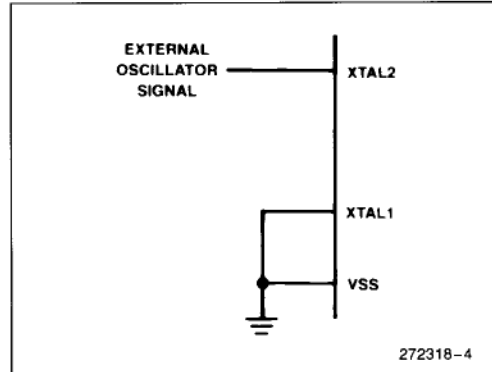 EXTERNAL
OSCILLATOR
SIGNAL
XTAL2
XTAL1
VSS
272318–4